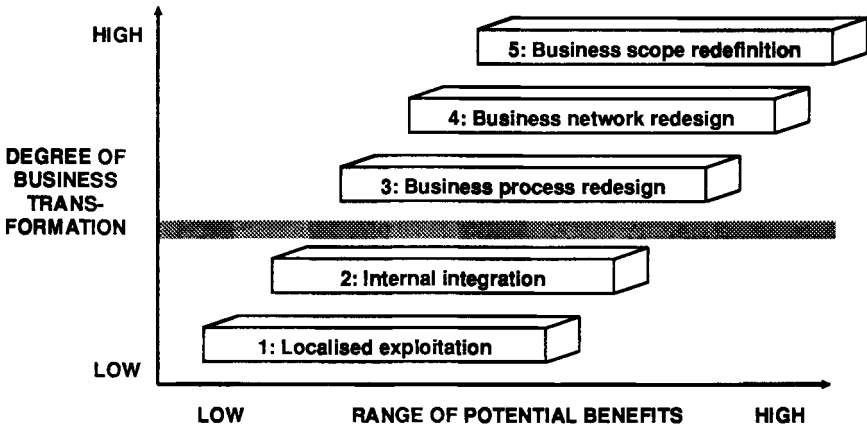 HIGH
5: Business scope redefinition
4: Business network redesign
DEGREE OF
BUSINESS
TRANS-
FORMATION
3: Business process redesign
2: Internal integration
1: Localised exploitation
LOW
LOW
RANGE OF POTENTIAL BENEFITS
HIGH